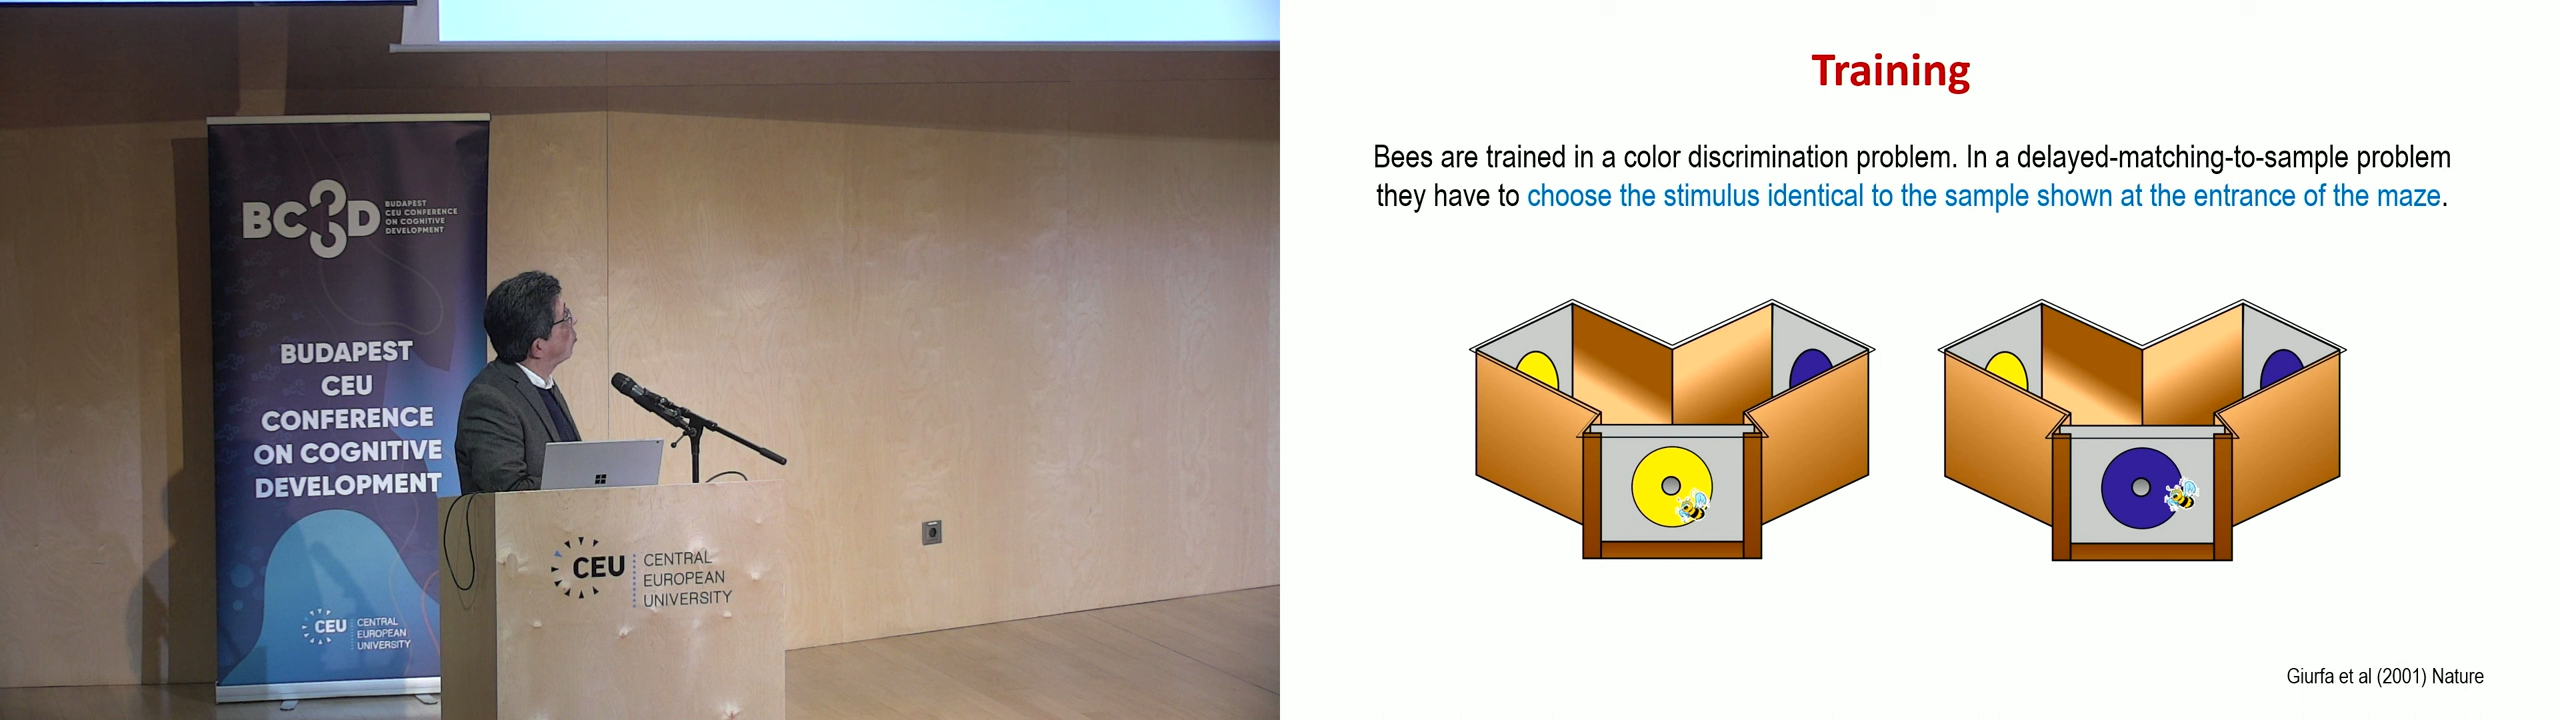 BC3D
BUDAPEST
CEU CONFERENCE
ON COGNITIVE
DEVELOPMENT
BUDAPEST
CEU
CONFERENCE
ON COGNITIVE
DEVELOPMENT
CEU
CENTRAL
EUROPEAN
UNIVERSITY
CEU
CENTRAL
EUROPEAN
UNIVERSITY
Training
Bees are trained in a color discrimination problem. In a delayed-matching-to-sample problem
they have to choose the stimulus identical to the sample shown at the entrance of the maze.
Giurfa et al (2001) Nature